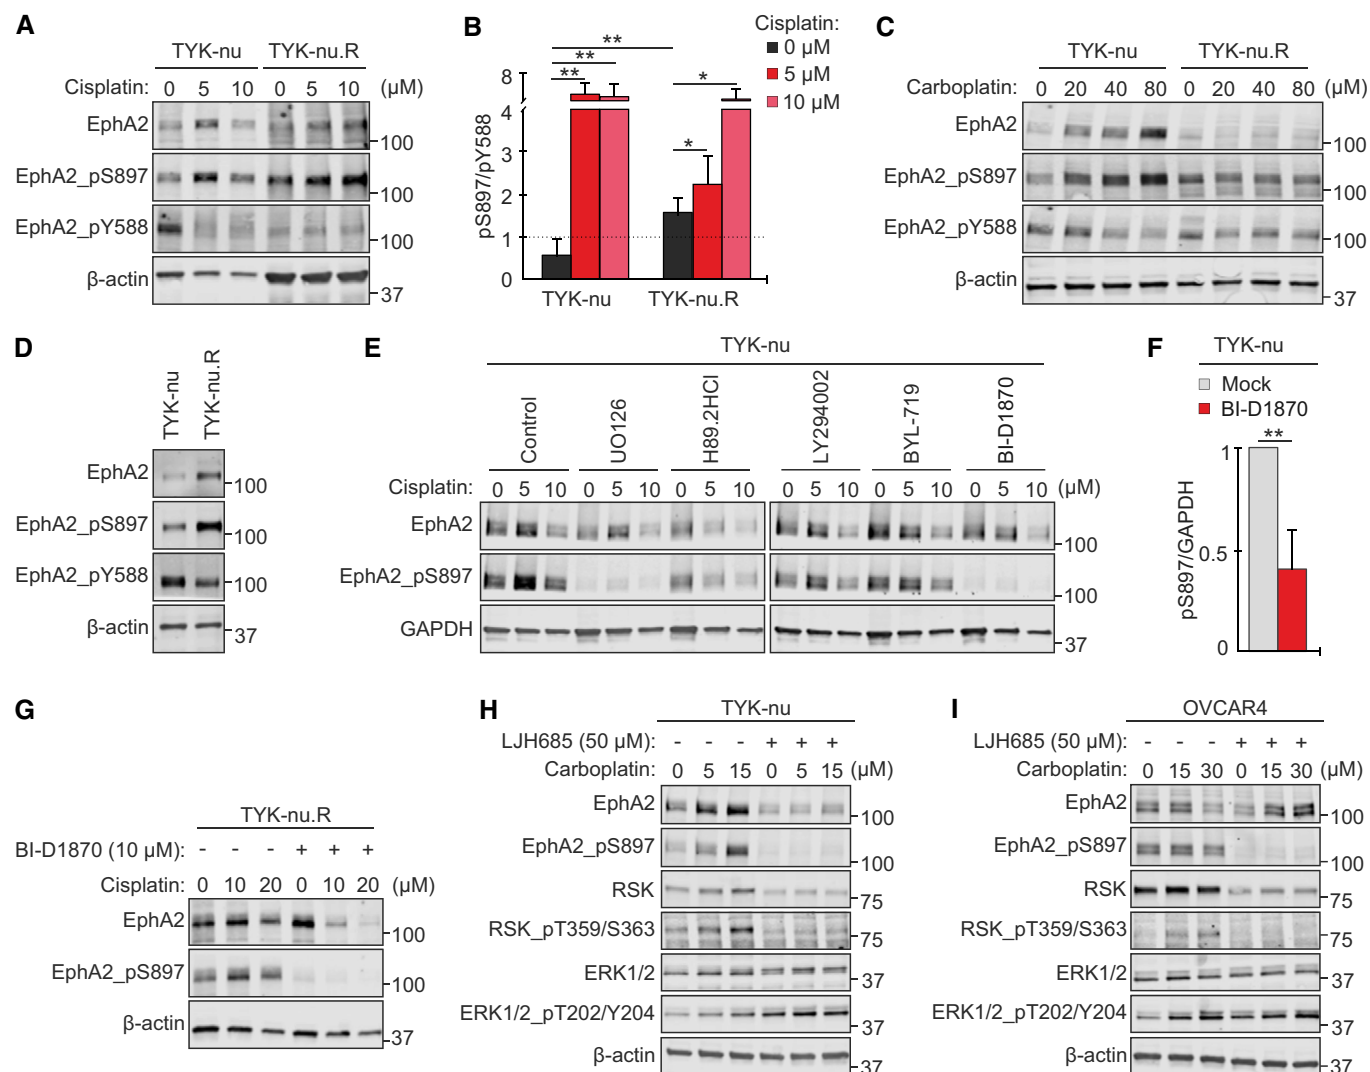 A
TYK-nu TYK-nu.R
Cisplatin: 0 5 10 0 5 10 (µM)
EphA2
100
EphA2_pS897
100
EphA2_pY588
100
β-actin
37
B
Cisplatin:
0 µM
5 µM
10 µM
** ** ** * *
pS897/pY588
8
4
3
2
1
0
TYK-nu TYK-nu.R
C
TYK-nu TYK-nu.R
Carboplatin: 0 20 40 80 0 20 40 80 (µM)
EphA2
100
EphA2_pS897
100
EphA2_pY588
100
β-actin
37
D
TYK-nu
TYK-nu.R
EphA2
100
EphA2_pS897
100
EphA2_pY588
100
β-actin
37
E
TYK-nu
Control
UO126
H89.2HCl
LY294002
BYL-719
BI-D1870
Cisplatin: 0 5 10 0 5 10 0 5 10 0 5 10 0 5 10 0 5 10 (µM)
EphA2
100
EphA2_pS897
100
GAPDH
37
F
TYK-nu
Mock
BI-D1870
**
pS897/GAPDH
1
0.5
0
G
TYK-nu.R
BI-D1870 (10 µM): - - - + + +
Cisplatin: 0 10 20 0 10 20 (µM)
EphA2
100
EphA2_pS897
100
β-actin
37
H
TYK-nu
LJH685 (50 µM): - - - + + +
Carboplatin: 0 5 15 0 5 15 (µM)
EphA2
100
EphA2_pS897
100
RSK
75
RSK_pT359/S363
75
ERK1/2
37
ERK1/2_pT202/Y204
37
β-actin
37
I
OVCAR4
LJH685 (50 µM): - - - + + +
Carboplatin: 0 15 30 0 15 30 (µM)
EphA2
100
EphA2_pS897
100
RSK
75
RSK_pT359/S363
75
ERK1/2
37
ERK1/2_pT202/Y204
37
β-actin
37